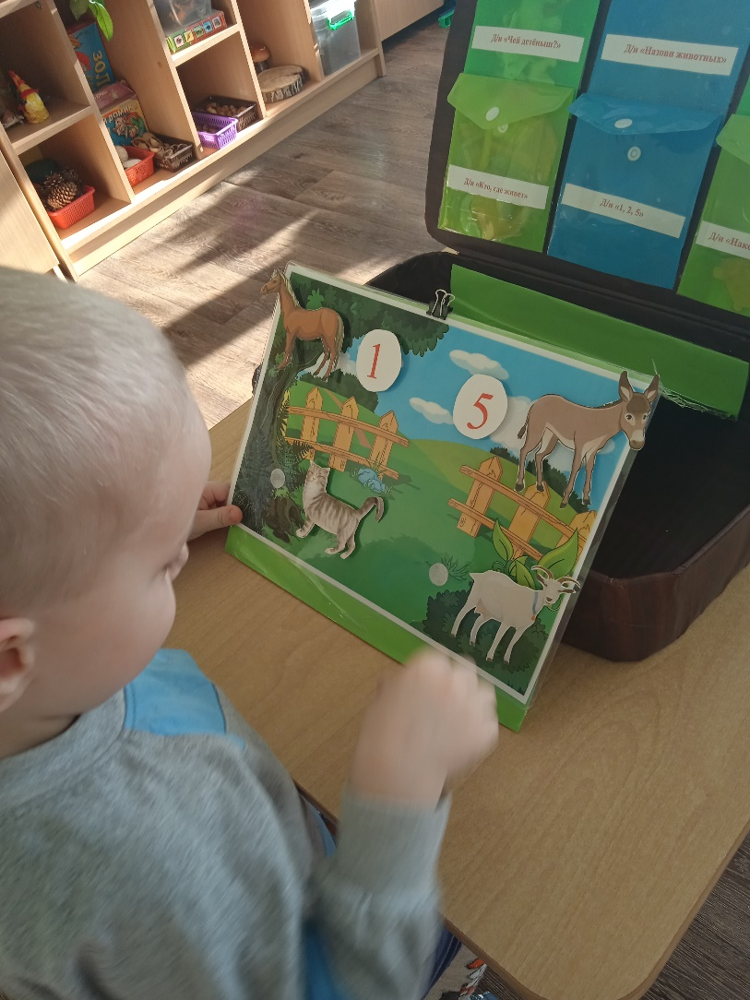 Д/и «Чей детёныш?»
Д/и «Назови животных»
Д/и «Кто, где живет»
Д/и «1, 2, 5»
Д/и
1
5